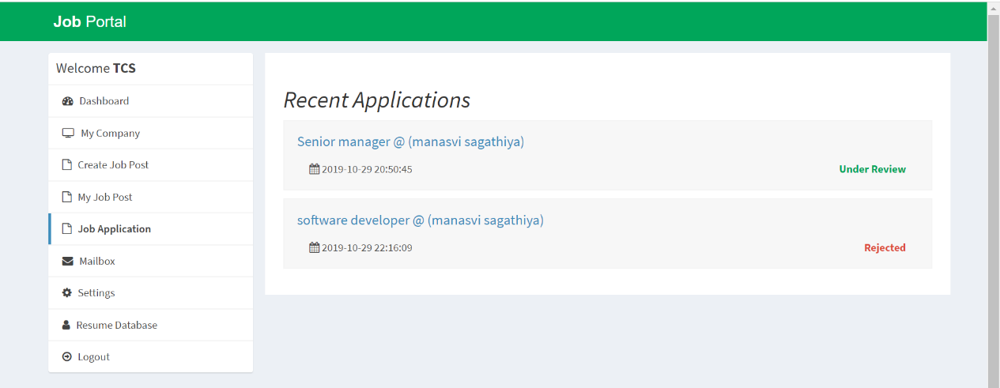 Job Portal
Welcome TCS
Dashboard
My Company
Create Job Post
My Job Post
Job Application
Mailbox
Settings
Resume Database
Logout
Recent Applications
Senior manager @ (manasvi sagathiya)
2019-10-29 20:50:45
Under Review
software developer @ (manasvi sagathiya)
2019-10-29 22:16:09
Rejected